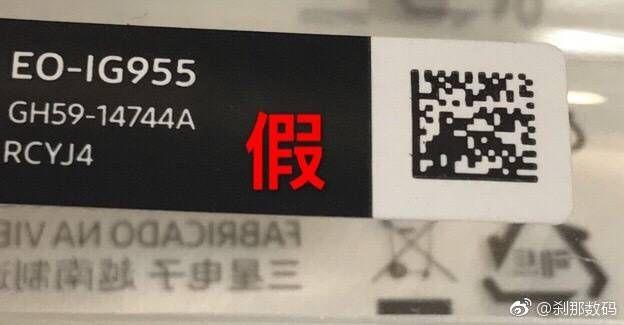 EO-IG955
GH59-14744A
RCYJ4
假
FABRICADO NA VIE
三星电子 越南制造
@刹那数码